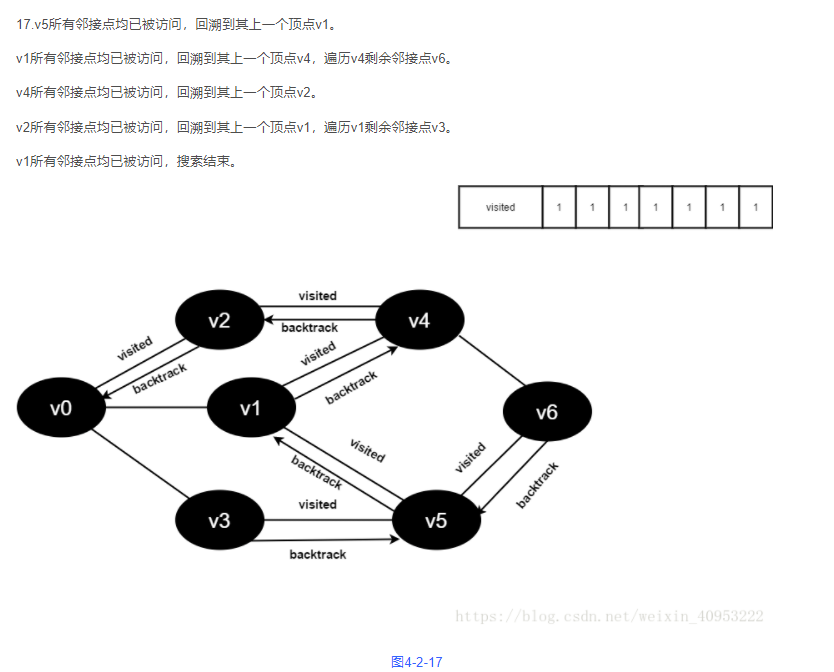 17.v5所有邻接点均已被访问，回溯到其上一个顶点v1。
v1所有邻接点均已被访问，回溯到其上一个顶点v4，遍历v4剩余邻接点v6。
v4所有邻接点均已被访问，回溯到其上一个顶点v2。
v2所有邻接点均已被访问，回溯到其上一个顶点v1，遍历v1剩余邻接点v3。
v1所有邻接点均已被访问，搜素结束。
visited 1 1 1 1 1 1 1
visited
v2 v4
backtrack
visited
visited
backtrack
backtrack
v0 v1 v6
visited
visited
backtrack
backtrack
visited
v3 v5
backtrack
https://blog.csdn.net/weixin_40953222
图4-2-17